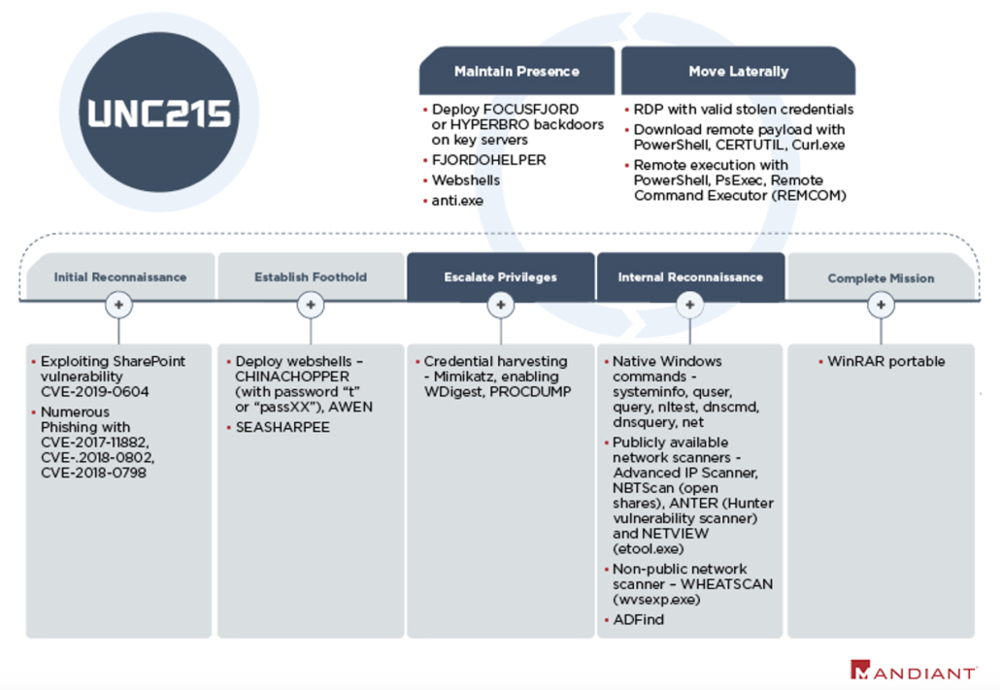 UNC215
Maintain Presence
• Deploy FOCUSFJORD
or HYPERBRO backdoors
on key servers
• FJORDOHELPER
• Webshells
• anti.exe
Move Laterally
• RDP with valid stolen credentials
• Download remote payload with
PowerShell, CERTUTIL, Curl.exe
• Remote execution with
PowerShell, PsExec, Remote
Command Executor (REMCOM)
Initial Reconnaissance
• Exploiting SharePoint
vulnerability
CVE-2019-0604
• Numerous
Phishing with
CVE-2017-11882,
CVE-.2018-0802,
CVE-2018-0798
Establish Foothold
• Deploy webshells –
CHINACHOPPER
(with password “t”
or “passXX”), AWEN
• SEASHARPEE
Escalate Privileges
• Credential harvesting
- Mimikatz, enabling
WDigest, PROCDUMP
Internal Reconnaissance
• Native Windows
commands -
systeminfo, quser,
query, nltest, dnscmd,
dnsquery, net
• Publicly available
network scanners -
Advanced IP Scanner,
NBTScan (open
shares), ANTER (Hunter
vulnerability scanner)
and NETVIEW
(etool.exe)
• Non-public network
scanner – WHEATSCAN
(wvsexp.exe)
• ADFind
Complete Mission
• WinRAR portable
MANDIANT